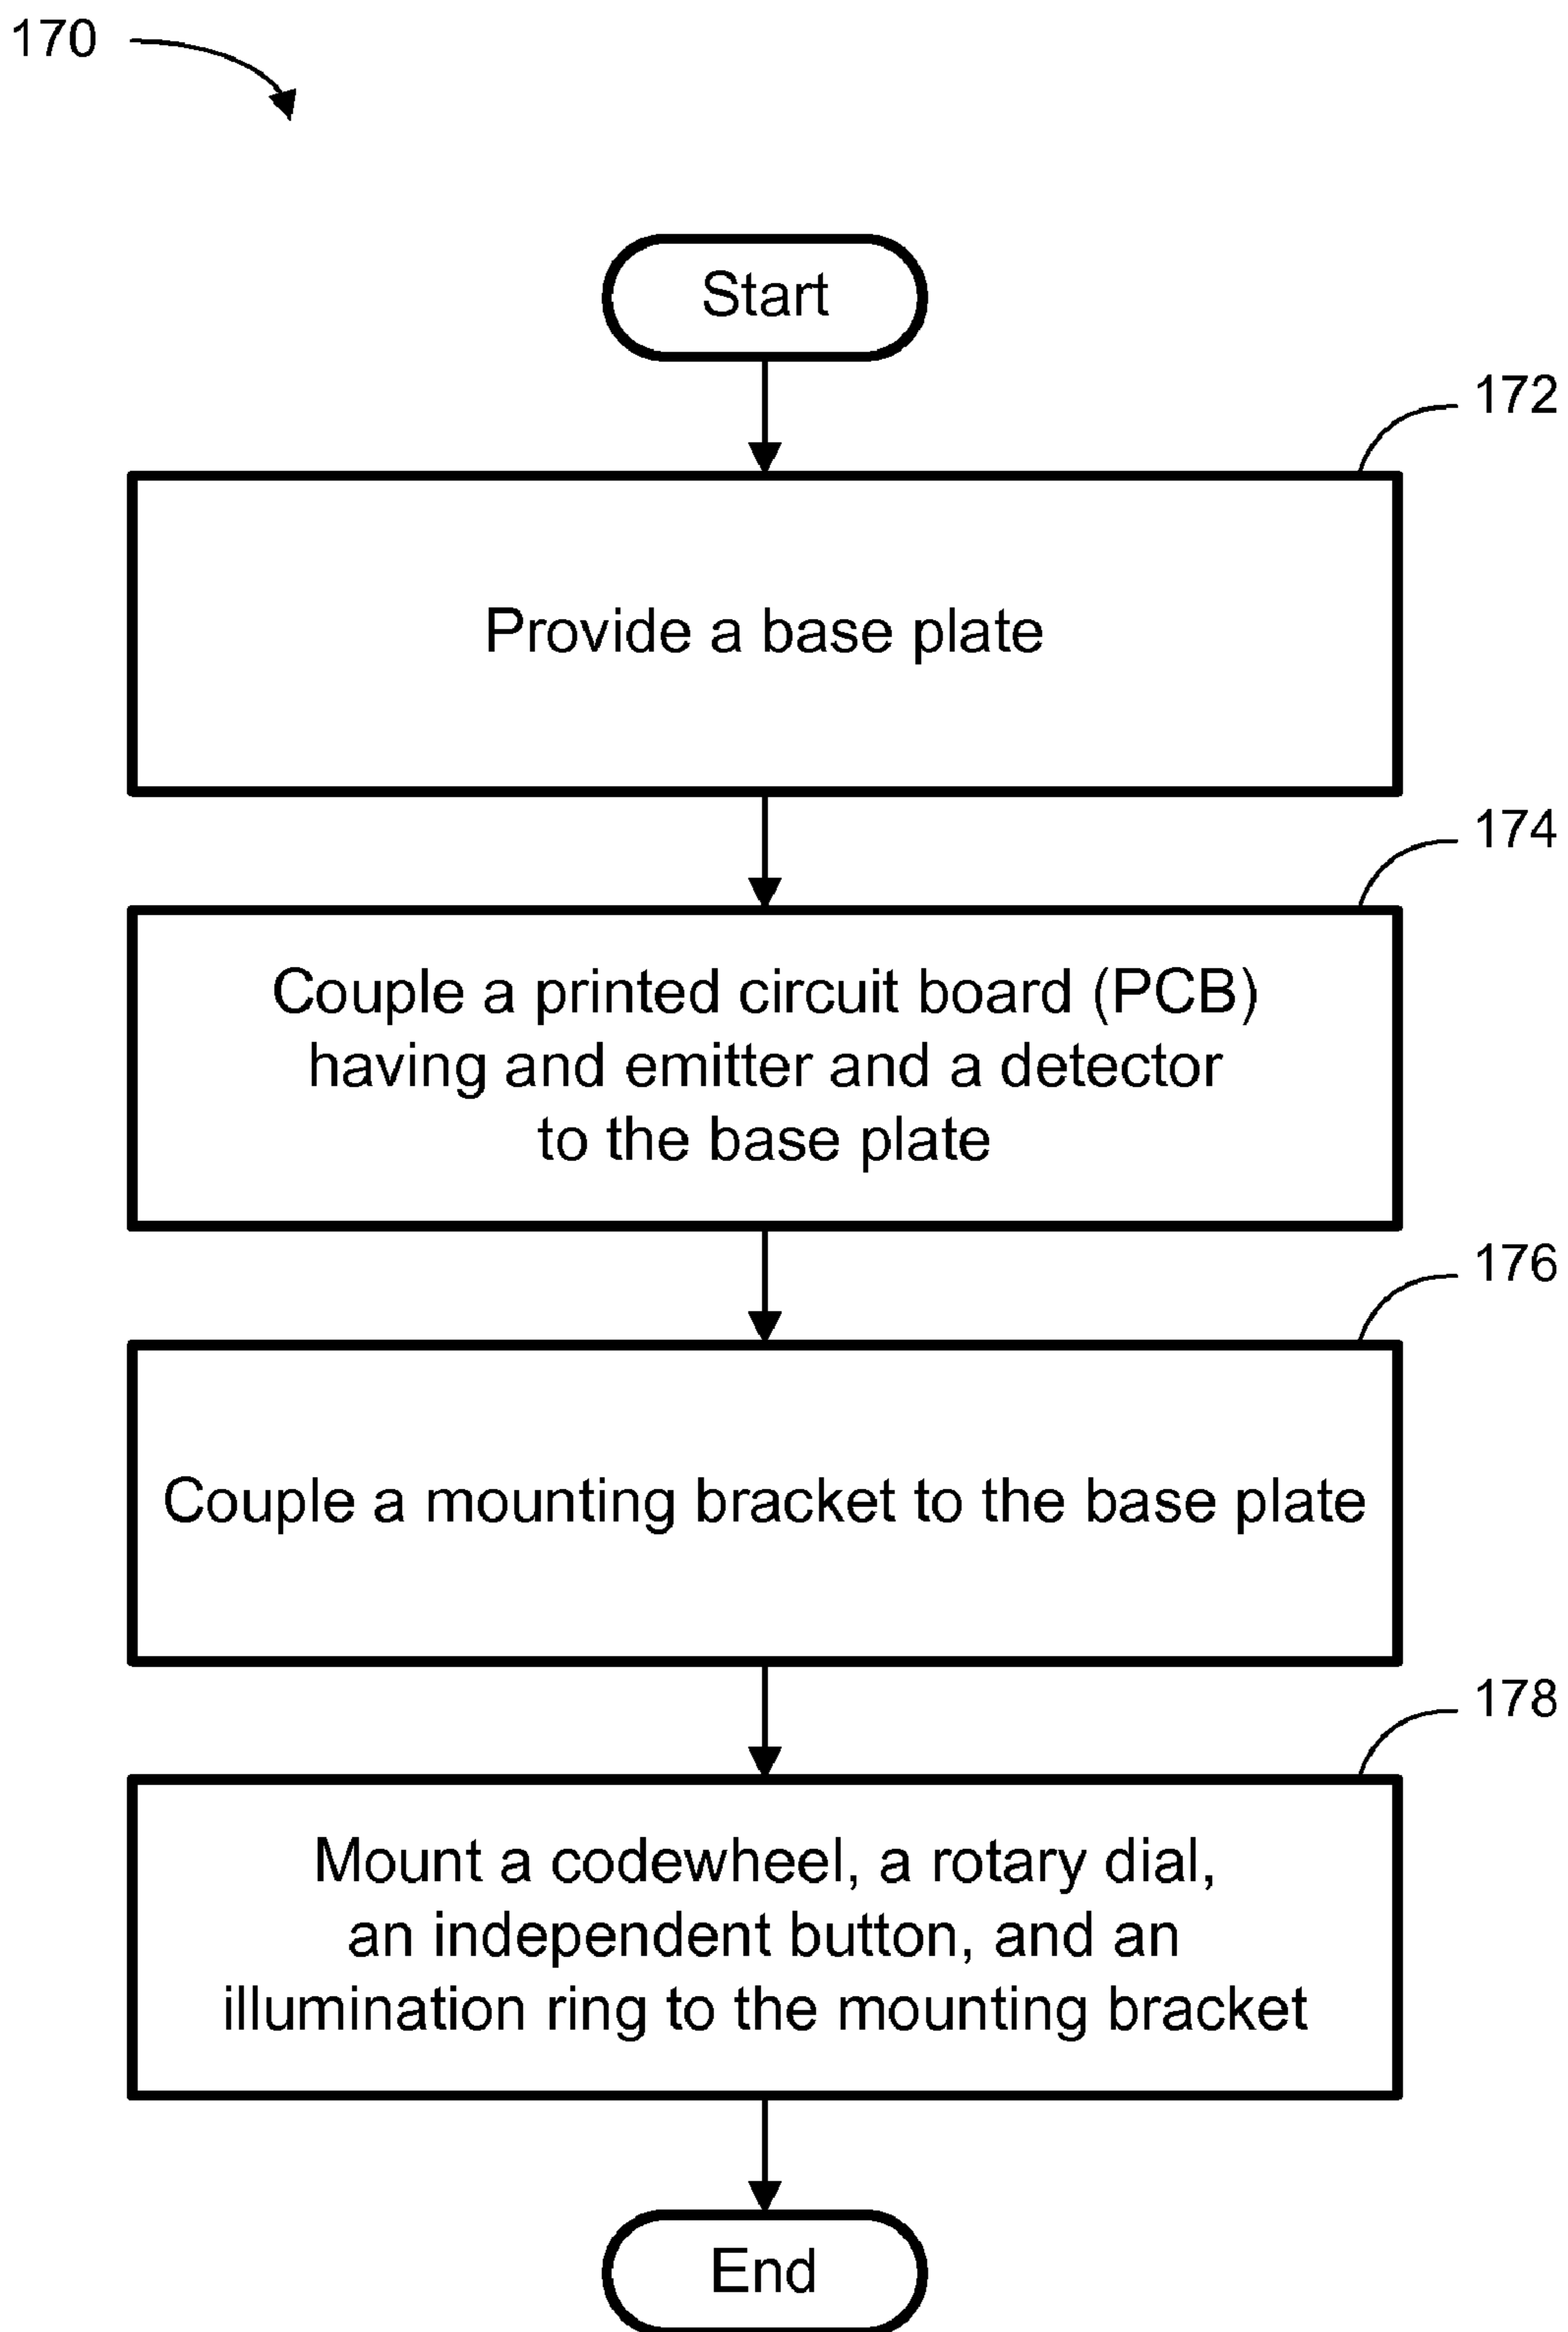 170
Start
172
Provide a base plate
174
Couple a printed circuit board (PCB)
having and emitter and a detector
to the base plate
176
Couple a mounting bracket to the base plate
178
Mount a codewheel, a rotary dial,
an independent button, and an
illumination ring to the mounting bracket
End